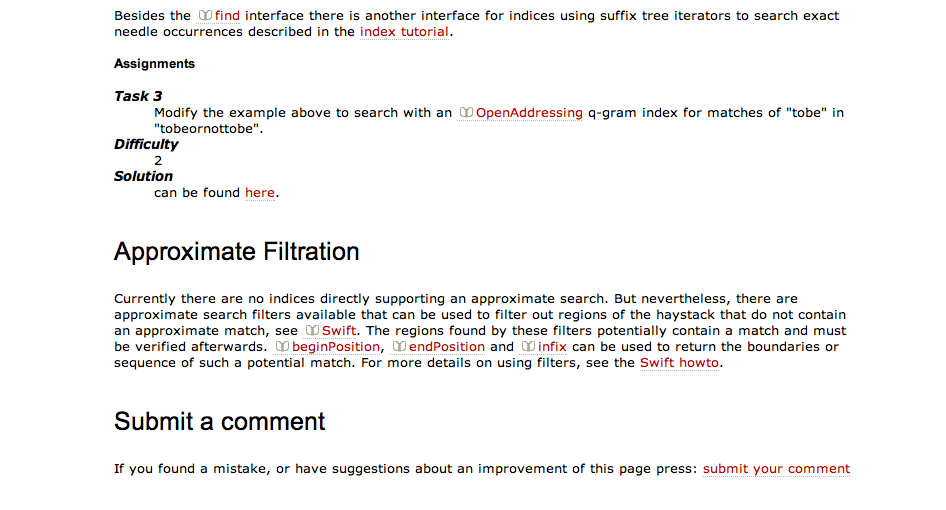 Besides the find interface there is another interface for indices using suffix tree iterators to search exact
needle occurrences described in the index tutorial.
Assignments
Task 3
Modify the example above to search with an OpenAddressing q-gram index for matches of "tobe" in
"tobeornottobe".
Difficulty
2
Solution
can be found here.
Approximate Filtration
Currently there are no indices directly supporting an approximate search. But nevertheless, there are
approximate search filters available that can be used to filter out regions of the haystack that do not contain
an approximate match, see Swift. The regions found by these filters potentially contain a match and must
be verified afterwards. beginPosition, endPosition and infix can be used to return the boundaries or
sequence of such a potential match. For more details on using filters, see the Swift howto.
Submit a comment
If you found a mistake, or have suggestions about an improvement of this page press: submit your comment